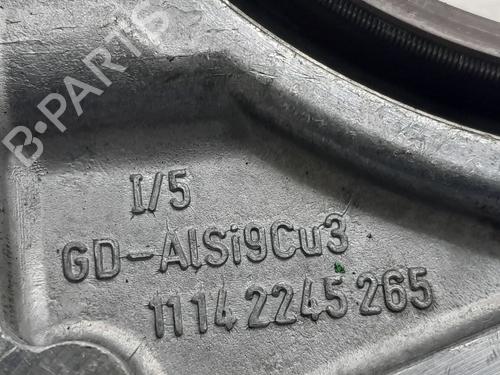 B-PARTS
I/5
GD-AlSi9Cu3
1114 2245 265